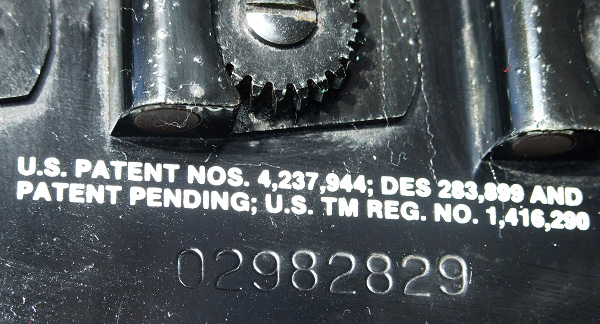 U.S. PATENT NOS. 4,237,944; DES 283,899 AND
PATENT PENDING; U.S. TM REG. NO. 1,416,290
02982829